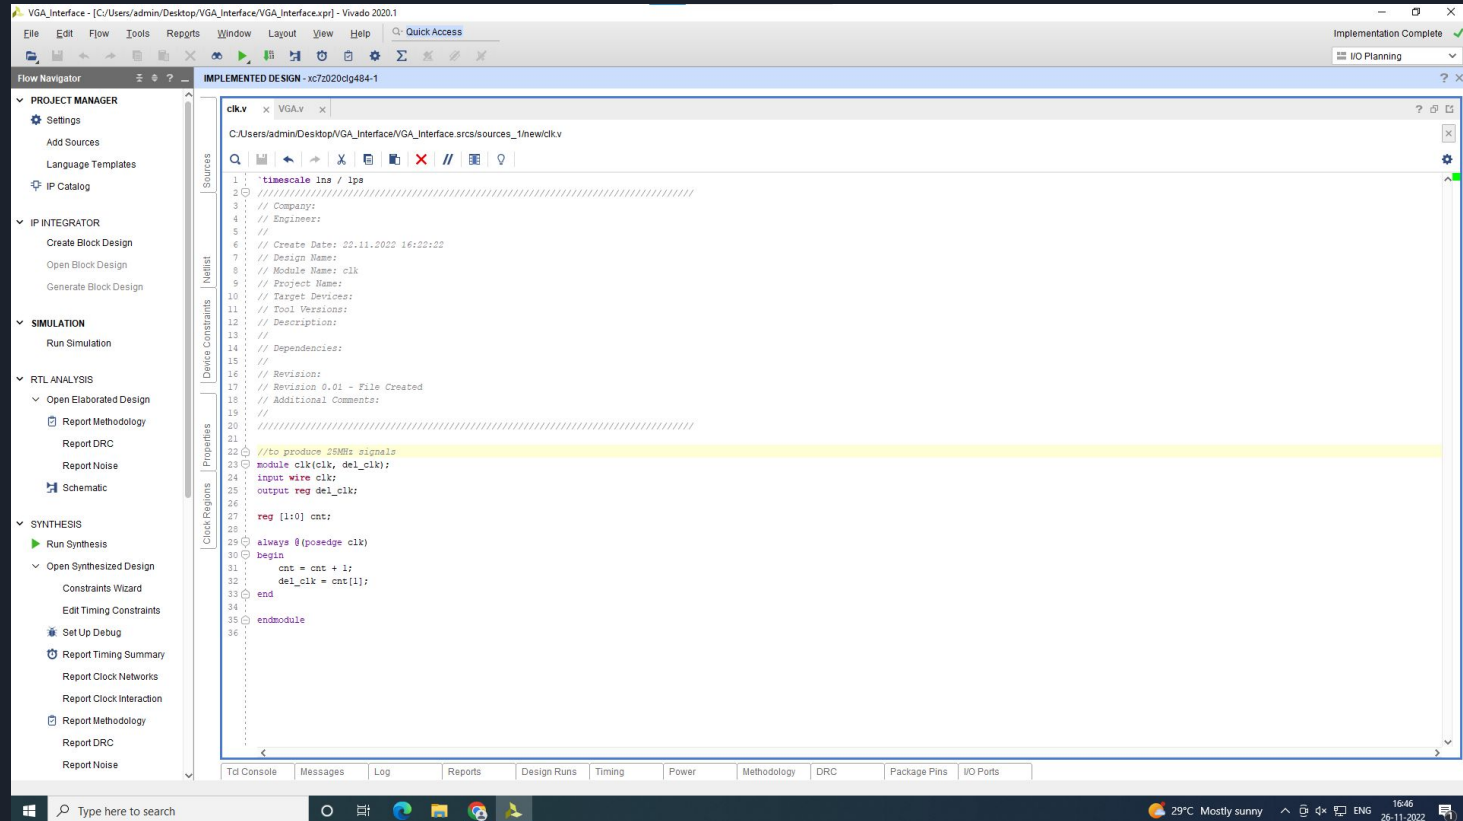 VGA_Interface - [C:/Users/admin/Desktop/VGA_Interface/VGA_Interface.xpr] - Vivado 2020.1
File Edit Flow Tools Reports Window Layout View Help Quick Access
Implementation Complete
I/O Planning
Flow Navigator
IMPLEMENTED DESIGN - xc7z020clg484-1
PROJECT MANAGER
Settings
Add Sources
Language Templates
IP Catalog
IP INTEGRATOR
Create Block Design
Open Block Design
Generate Block Design
SIMULATION
Run Simulation
RTL ANALYSIS
Open Elaborated Design
Report Methodology
Report DRC
Report Noise
Schematic
SYNTHESIS
Run Synthesis
Open Synthesized Design
Constraints Wizard
Edit Timing Constraints
Set Up Debug
Report Timing Summary
Report Clock Networks
Report Clock Interaction
Report Methodology
Report DRC
Report Noise
Sources
Netlist
Device Constraints
Properties
Clock Regions
clk.v VGA.v
C:/Users/admin/Desktop/VGA_Interface/VGA_Interface.srcs/sources_1/new/clk.v
1 `timescale 1ns / 1ps
2 //////////////////////////////////////////////////////////////////////////////////
3 // Company:
4 // Engineer:
5 //
6 // Create Date: 22.11.2022 16:22:22
7 // Design Name:
8 // Module Name: clk
9 // Project Name:
10 // Target Devices:
11 // Tool Versions:
12 // Description:
13 //
14 // Dependencies:
15 //
16 // Revision:
17 // Revision 0.01 - File Created
18 // Additional Comments:
19 //
20 //////////////////////////////////////////////////////////////////////////////////
21
22 //to produce 25MHz signals
23 module clk(clk, del_clk);
24 input wire clk;
25 output reg del_clk;
26
27 reg [1:0] cnt;
28
29 always @(posedge clk)
30 begin
31 cnt = cnt + 1;
32 del_clk = cnt[1];
33 end
34
35 endmodule
36
Tcl Console Messages Log Reports Design Runs Timing Power Methodology DRC Package Pins I/O Ports
Type here to search
29°C Mostly sunny
ENG
16:46
26-11-2022